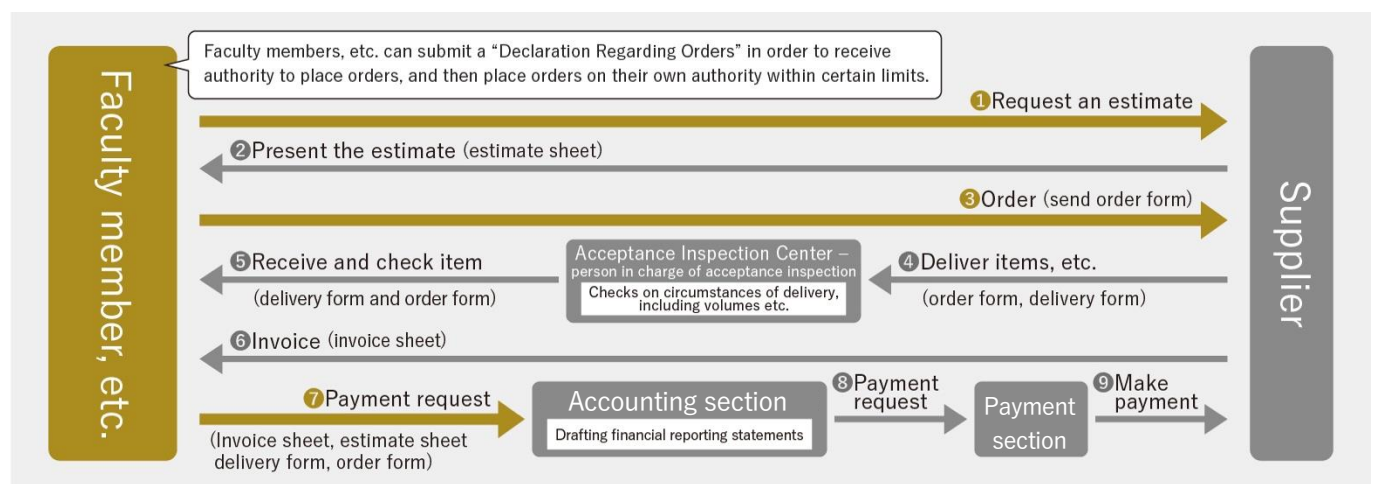 Faculty member, etc.
Faculty members, etc. can submit a “Declaration Regarding Orders” in order to receive
authority to place orders, and then place orders on their own authority within certain limits.
❶Request an estimate
❷Present the estimate (estimate sheet)
❸Order (send order form)
Supplier
❹Deliver items, etc.
(order form, delivery form)
Acceptance Inspection Center –
person in charge of acceptance inspection
Checks on circumstances of delivery,
including volumes etc.
❺Receive and check item
(delivery form and order form)
❻Invoice (invoice sheet)
❼Payment request
(Invoice sheet, estimate sheet
delivery form, order form)
Accounting section
Drafting financial reporting statements
❽Payment
request
Payment
section
❾Make
payment